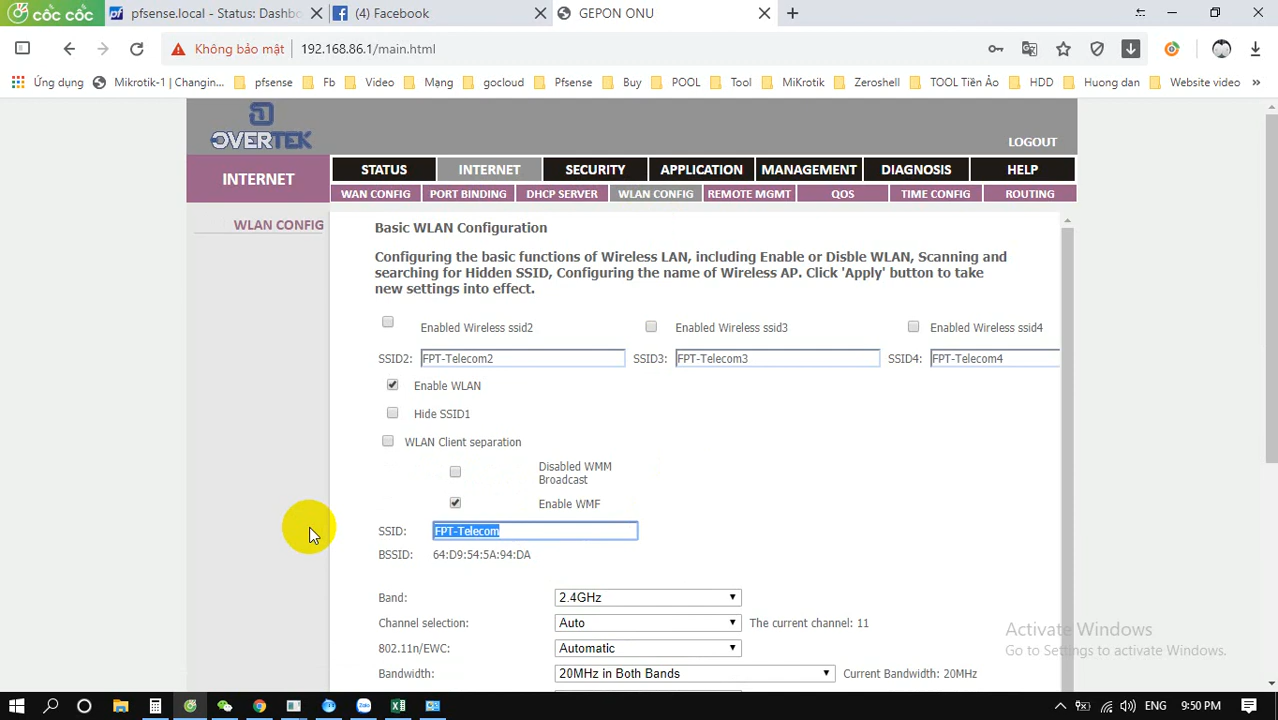 cốc cốc
pfsense.local - Status: Dashbo
(4) Facebook
GEPON ONU
Không bảo mật
192.168.86.1/main.html
Ứng dụng
Mikrotik-1 | Changin...
pfsense
Fb
Video
Mạng
gocloud
Pfsense
Buy
POOL
Tool
MiKrotik
Zeroshell
TOOL Tiền Ảo
HDD
Huong dan
Website video
»
OVERTEK
LOGOUT
INTERNET
STATUS
INTERNET
SECURITY
APPLICATION
MANAGEMENT
DIAGNOSIS
HELP
WAN CONFIG
PORT BINDING
DHCP SERVER
WLAN CONFIG
REMOTE MGMT
QOS
TIME CONFIG
ROUTING
WLAN CONFIG
Basic WLAN Configuration
Configuring the basic functions of Wireless LAN, including Enable or Disble WLAN, Scanning and
searching for Hidden SSID, Configuring the name of Wireless AP. Click 'Apply' button to take
new settings into effect.
Enabled Wireless ssid2
Enabled Wireless ssid3
Enabled Wireless ssid4
SSID2: FPT-Telecom2
SSID3: FPT-Telecom3
SSID4: FPT-Telecom4
Enable WLAN
Hide SSID1
WLAN Client separation
Disabled WMM
Broadcast
Enable WMF
SSID: FPT-Telecom
BSSID: 64:D9:54:5A:94:DA
Band: 2.4GHz
Channel selection: Auto The current channel: 11
802.11n/EWC: Automatic
Bandwidth: 20MHz in Both Bands Current Bandwidth: 20MHz
Activate Windows
Go to Settings to activate Windows.
ENG
9:50 PM